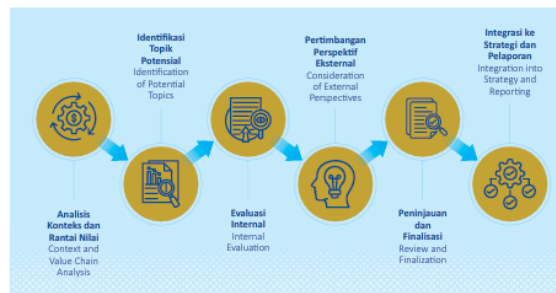 Analisis
Konteks dan
Rantai Nilai
Context and
Value Chain
Analysis
Identifikasi
Topik
Potensial
Identification
of Potential
Topics
Evaluasi
Internal
Internal
Evaluation
Pertimbangan
Perspektif
Eksternal
Consideration
of External
Perspectives
Peninjauan
dan
Finalisasi
Review and
Finalization
Integrasi ke
Strategi dan
Pelaporan
Integration into
Strategy and
Reporting